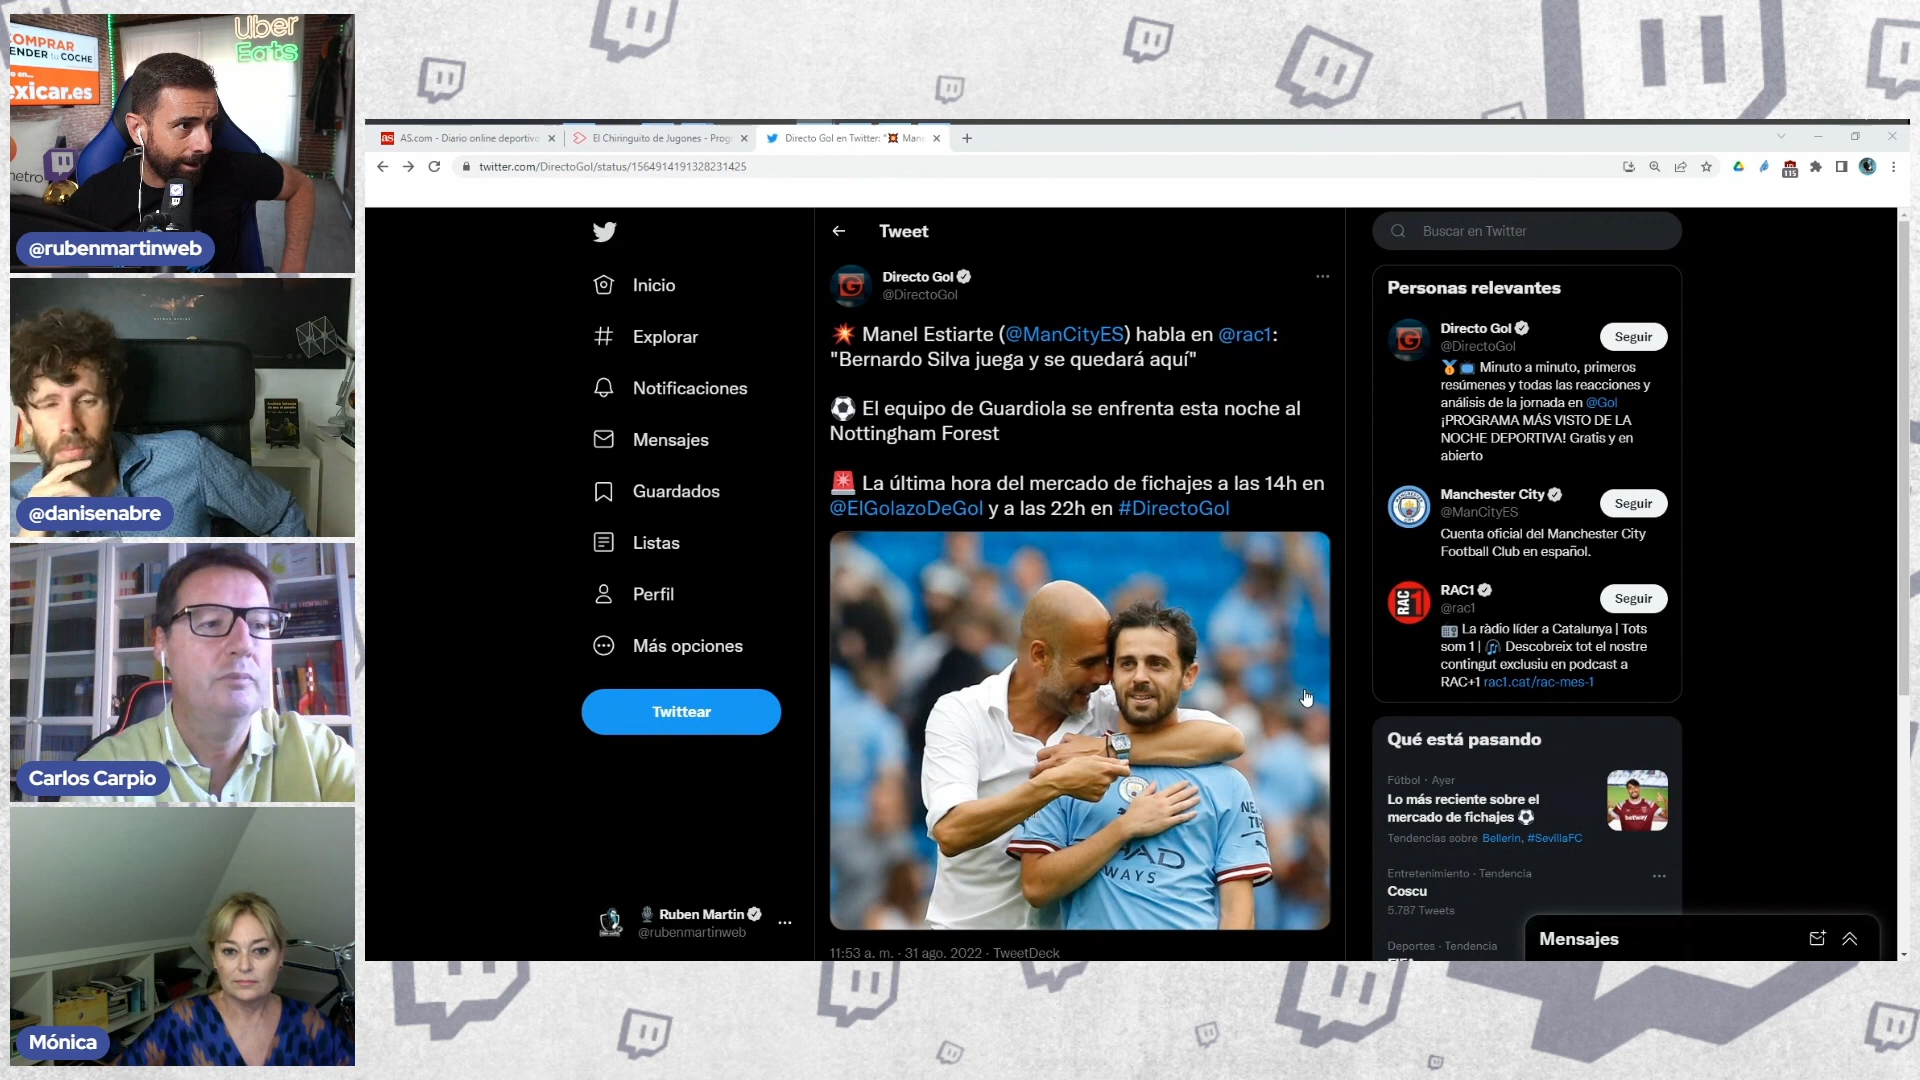 COMPRAR
ENDER tu COCHE
exicar.es
Uber
Eats
@rubenmartinweb
@danisenabre
Carlos Carpio
Mónica
AS.com - Diario online deportivo
El Chiringuito de Jugones - Prog
Directo Gol en Twitter: "💥 Mane
twitter.com/DirectoGol/status/1564914191328231425
115
Inicio
Explorar
Notificaciones
Mensajes
Guardados
Listas
Perfil
Más opciones
Twittear
Ruben Martin
@rubenmartinweb
Tweet
Directo Gol
@DirectoGol
💥 Manel Estiarte (@ManCityES) habla en @rac1:
"Bernardo Silva juega y se quedará aquí"
⚽ El equipo de Guardiola se enfrenta esta noche al
Nottingham Forest
🚨 La última hora del mercado de fichajes a las 14h en
@ElGolazoDeGol y a las 22h en #DirectoGol
11:53 a. m. · 31 ago. 2022 · TweetDeck
Buscar en Twitter
Personas relevantes
Directo Gol
@DirectoGol
Seguir
🥇📺 Minuto a minuto, primeros
resúmenes y todas las reacciones y
análisis de la jornada en @Gol
¡PROGRAMA MÁS VISTO DE LA
NOCHE DEPORTIVA! Gratis y en
abierto
Manchester City
@ManCityES
Seguir
Cuenta oficial del Manchester City
Football Club en español.
RAC1
@rac1
Seguir
📻 La ràdio líder a Catalunya | Tots
som 1 | 🎧 Descobreix tot el nostre
contingut exclusiu en podcast a
RAC+1 rac1.cat/rac-mes-1
Qué está pasando
Fútbol · Ayer
Lo más reciente sobre el
mercado de fichajes ⚽
Tendencias sobre Bellerin, #SevillaFC
Entretenimiento · Tendencia
Coscu
5.787 Tweets
Deportes · Tendencia
Mensajes